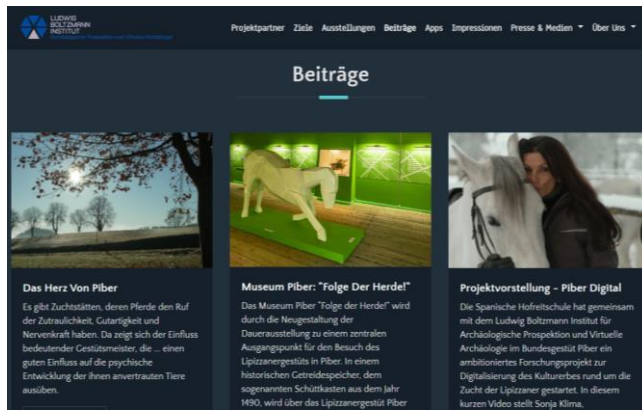 LUDWIG
BOLTZMANN
INSTITUT
Projektpartner Ziele Ausstellungen Beiträge Apps Impressionen Presse & Medien Über Uns
Beiträge
Das Herz Von Piber
Es gibt Zuchtstätten, deren Pferde den Ruf
der Zutraulichkeit, Gutartigkeit und
Nervenkraft haben. Da zeigt sich der Einfluss
bedeutender Gestütsmeister, die ... einen
guten Einfluss auf die psychische
Entwicklung der ihnen anvertrauten Tiere
ausüben.
Museum Piber: "Folge Der Herde!"
Das Museum Piber "Folge der Herde!" wird
durch die Neugestaltung der
Dauerausstellung zu einem zentralen
Ausgangspunkt für den Besuch des
Lipizzanergestüts in Piber. In einem
historischen Getreidespeicher, dem
sogenannten Schüttkasten aus dem Jahr
1490, wird über das Lipizzanergestüt Piber
Projektvorstellung - Piber Digital
Die Spanische Hofreitschule hat gemeinsam
mit dem Ludwig Boltzmann Institut für
Archäologische Prospektion und Virtuelle
Archäologie im Bundesgestüt Piber ein
ambitioniertes Forschungsprojekt zur
Digitalisierung des Kulturerbes rund um die
Zucht der Lipizzaner gestartet. In diesem
kurzen Video stellt Sonja Klima,